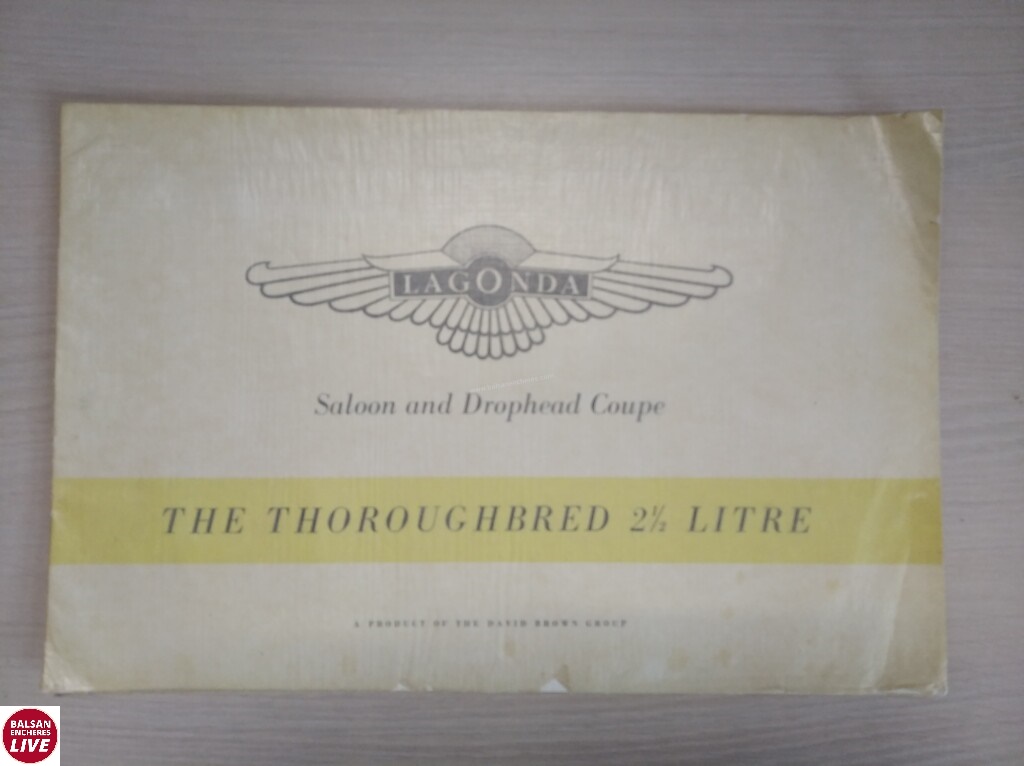 LAGONDA
Saloon and Drophead Coupe
THE THOROUGHBRED 2½ LITRE
A PRODUCT OF THE DAVID BROWN GROUP
BALSAN
ENCHERES
LIVE